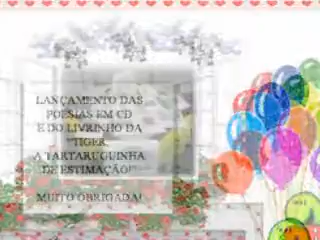 LANÇAMENTO DAS
POESIAS EM CD
E DO LIVRINHO DA
"TIGER,
A TARTARUGUINHA
DE ESTIMAÇÃO!"
MUITO OBRIGADA!